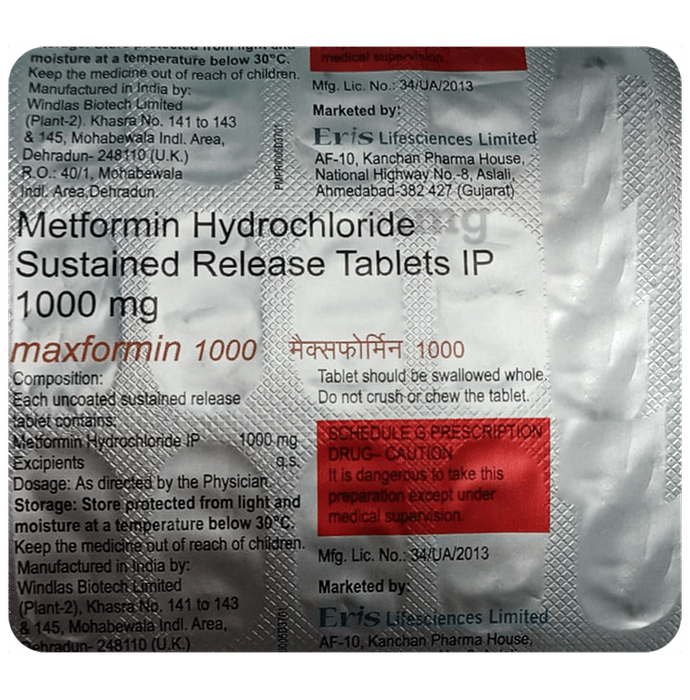 Storage: Store protected from light and
moisture at a temperature below 30°C.
Keep the medicine out of reach of children.
Manufactured in India by:
Windlas Biotech Limited
(Plant-2), Khasra No. 141 to 143
& 145, Mohabewala Indl. Area,
Dehradun- 248110 (U.K.)
R.O.: 40/1, Mohabewala
Indl. Area,Dehradun.
medical supervision.
Mfg. Lic. No.: 34/UA/2013
Marketed by:
Eris Lifesciences Limited
AF-10, Kanchan Pharma House,
National Highway No.-8, Aslali,
Ahmedabad-382 427 (Gujarat)
Metformin Hydrochloride
Sustained Release Tablets IP
1000 mg
maxformin 1000 मैक्सफोर्मिन 1000
Composition:
Each uncoated sustained release
tablet contains:
Metformin Hydrochloride IP 1000 mg
Excipients q.s.
Dosage: As directed by the Physician.
Storage: Store protected from light and
moisture at a temperature below 30°C.
Keep the medicine out of reach of children.
Manufactured in India by:
Windlas Biotech Limited
(Plant-2), Khasra No. 141 to 143
& 145, Mohabewala Indl. Area,
Dehradun- 248110 (U.K.)
Tablet should be swallowed whole.
Do not crush or chew the tablet.
SCHEDULE G PRESCRIPTION
DRUG– CAUTION
It is dangerous to take this
preparation except under
medical supervision.
Mfg. Lic. No.: 34/UA/2013
Marketed by:
Eris Lifesciences Limited
AF-10, Kanchan Pharma House,